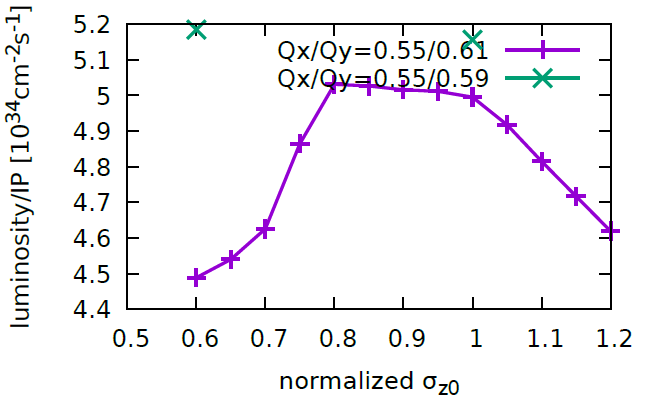 luminosity/IP [10³⁴cm⁻²s⁻¹]
5.2
5.1
5
4.9
4.8
4.7
4.6
4.5
4.4
Qx/Qy=0.55/0.61
Qx/Qy=0.55/0.59
0.5 0.6 0.7 0.8 0.9 1 1.1 1.2
normalized σz0